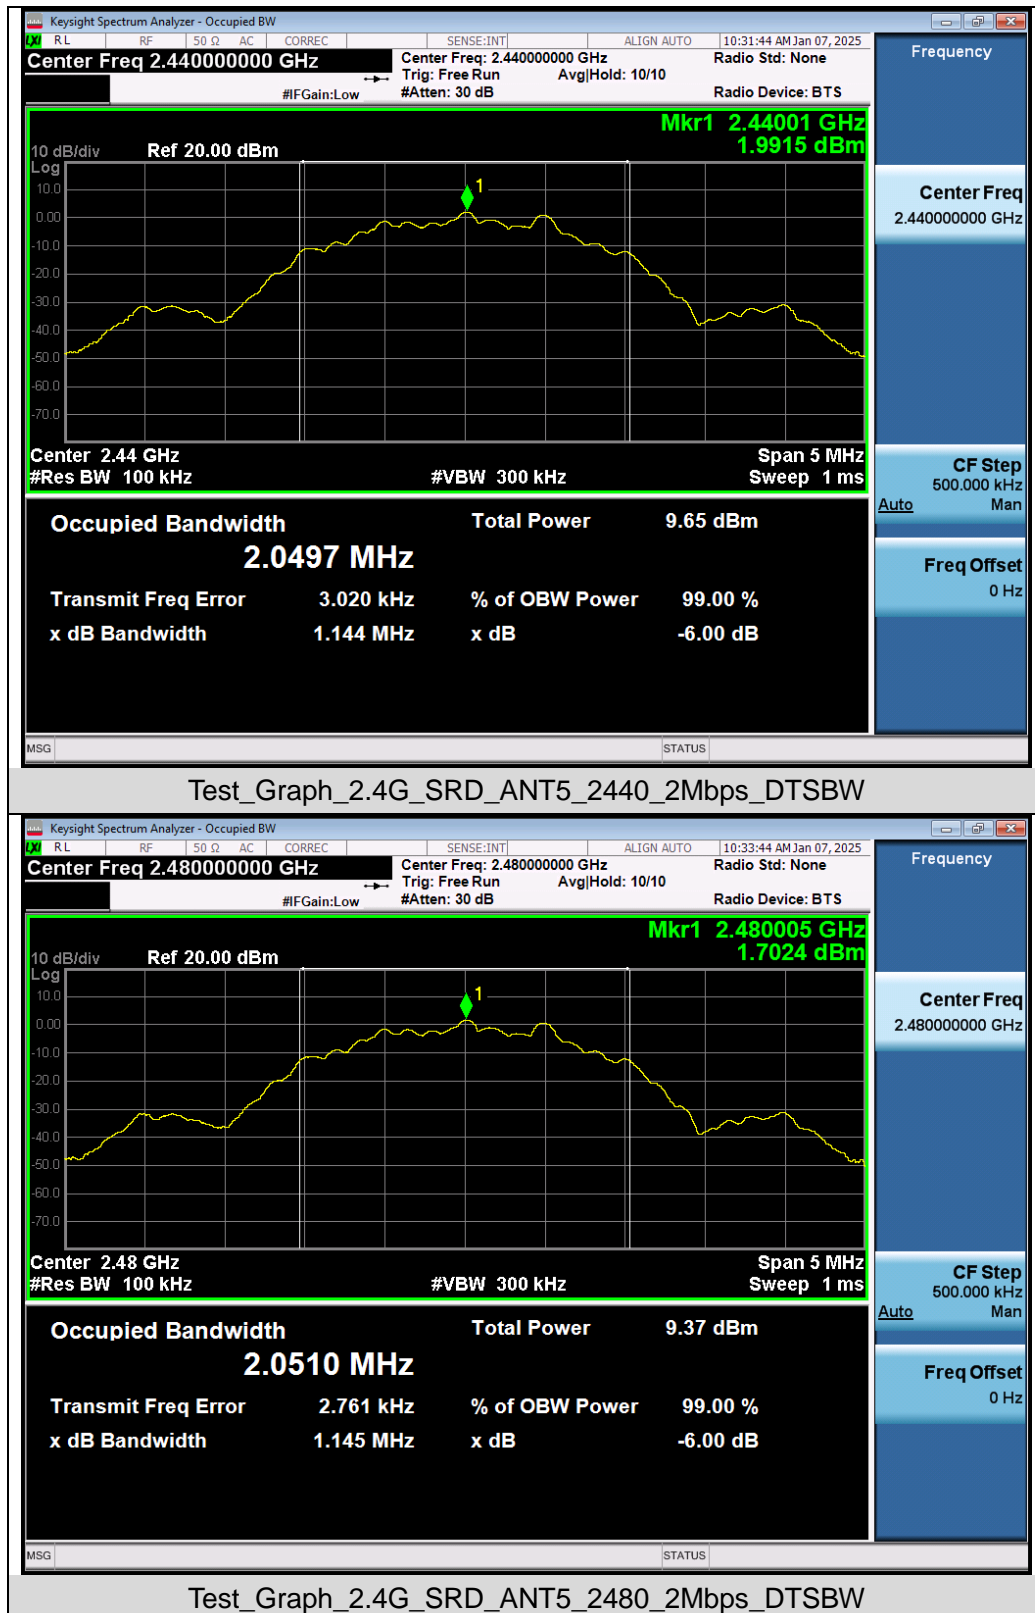 Keysight Spectrum Analyzer - Occupied BW
LXI RL RF 50 Ω AC CORREC SENSE:INT ALIGN AUTO 10:31:44 AM Jan 07, 2025
Center Freq 2.440000000 GHz
Center Freq: 2.440000000 GHz
Radio Std: None
Trig: Free Run Avg|Hold: 10/10
#IFGain:Low
#Atten: 30 dB
Radio Device: BTS
Mkr1 2.44001 GHz
1.9915 dBm
10 dB/div Ref 20.00 dBm
Log
10.0
0.00
-10.0
-20.0
-30.0
-40.0
-50.0
-60.0
-70.0
1
Center 2.44 GHz Span 5 MHz
#Res BW 100 kHz #VBW 300 kHz Sweep 1 ms
Occupied Bandwidth Total Power 9.65 dBm
2.0497 MHz
Transmit Freq Error 3.020 kHz % of OBW Power 99.00 %
x dB Bandwidth 1.144 MHz x dB -6.00 dB
MSG STATUS
Frequency
Center Freq
2.440000000 GHz
CF Step
500.000 kHz
Auto Man
Freq Offset
0 Hz
Test_Graph_2.4G_SRD_ANT5_2440_2Mbps_DTSBW
Keysight Spectrum Analyzer - Occupied BW
LXI RL RF 50 Ω AC CORREC SENSE:INT ALIGN AUTO 10:33:44 AM Jan 07, 2025
Center Freq 2.480000000 GHz
Center Freq: 2.480000000 GHz
Radio Std: None
Trig: Free Run Avg|Hold: 10/10
#IFGain:Low
#Atten: 30 dB
Radio Device: BTS
Mkr1 2.480005 GHz
1.7024 dBm
10 dB/div Ref 20.00 dBm
Log
10.0
0.00
-10.0
-20.0
-30.0
-40.0
-50.0
-60.0
-70.0
1
Center 2.48 GHz Span 5 MHz
#Res BW 100 kHz #VBW 300 kHz Sweep 1 ms
Occupied Bandwidth Total Power 9.37 dBm
2.0510 MHz
Transmit Freq Error 2.761 kHz % of OBW Power 99.00 %
x dB Bandwidth 1.145 MHz x dB -6.00 dB
MSG STATUS
Frequency
Center Freq
2.480000000 GHz
CF Step
500.000 kHz
Auto Man
Freq Offset
0 Hz
Test_Graph_2.4G_SRD_ANT5_2480_2Mbps_DTSBW